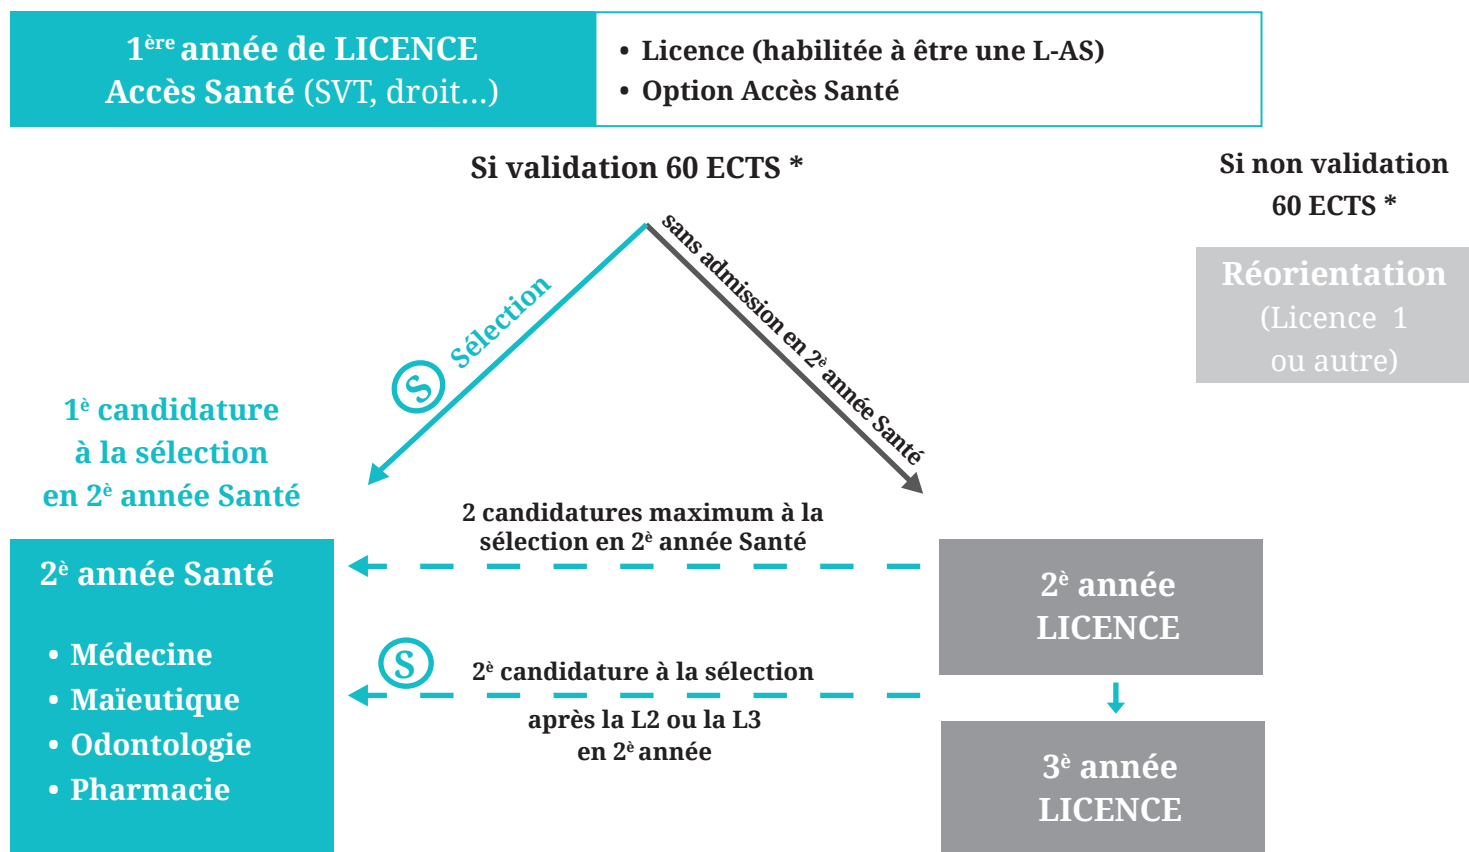 1ère année de LICENCE
Accès Santé (SVT, droit...)
• Licence (habilitée à être une L-AS)
• Option Accès Santé
Si validation 60 ECTS *
Si non validation
60 ECTS *
Réorientation
(Licence 1
ou autre)
S Sélection
sans admission en 2è année Santé
1è candidature
à la sélection
en 2è année Santé
2 candidatures maximum à la
sélection en 2è année Santé
2è année Santé
• Médecine
• Maïeutique
• Odontologie
• Pharmacie
S
2è candidature à la sélection
après la L2 ou la L3
en 2è année
2è année
LICENCE
3è année
LICENCE